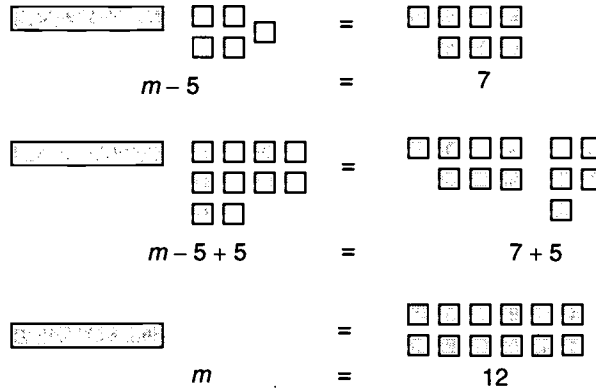 =
m – 5 = 7
=
m – 5 + 5 = 7 + 5
=
m = 12